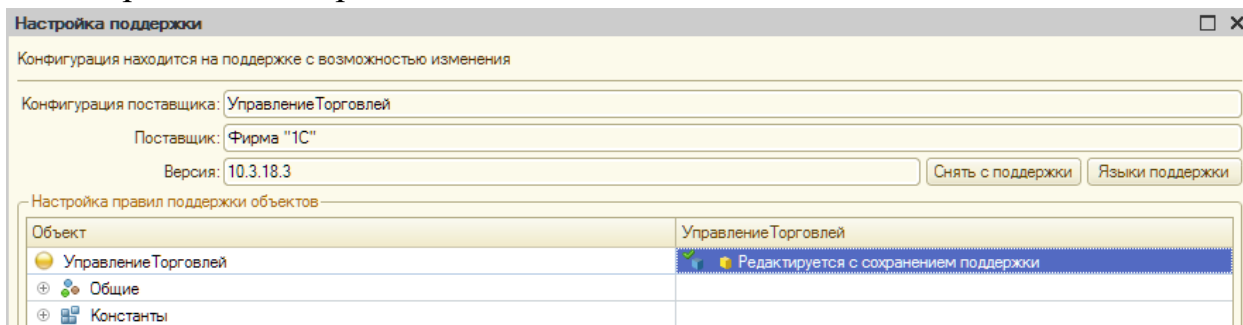 Настройка поддержки
Конфигурация находится на поддержке с возможностью изменения
Конфигурация поставщика: УправлениеТорговлей
Поставщик: Фирма "1С"
Версия: 10.3.18.3 Снять с поддержки Языки поддержки
Настройка правил поддержки объектов
Объект УправлениеТорговлей
УправлениеТорговлей Редактируется с сохранением поддержки
Общие
Константы